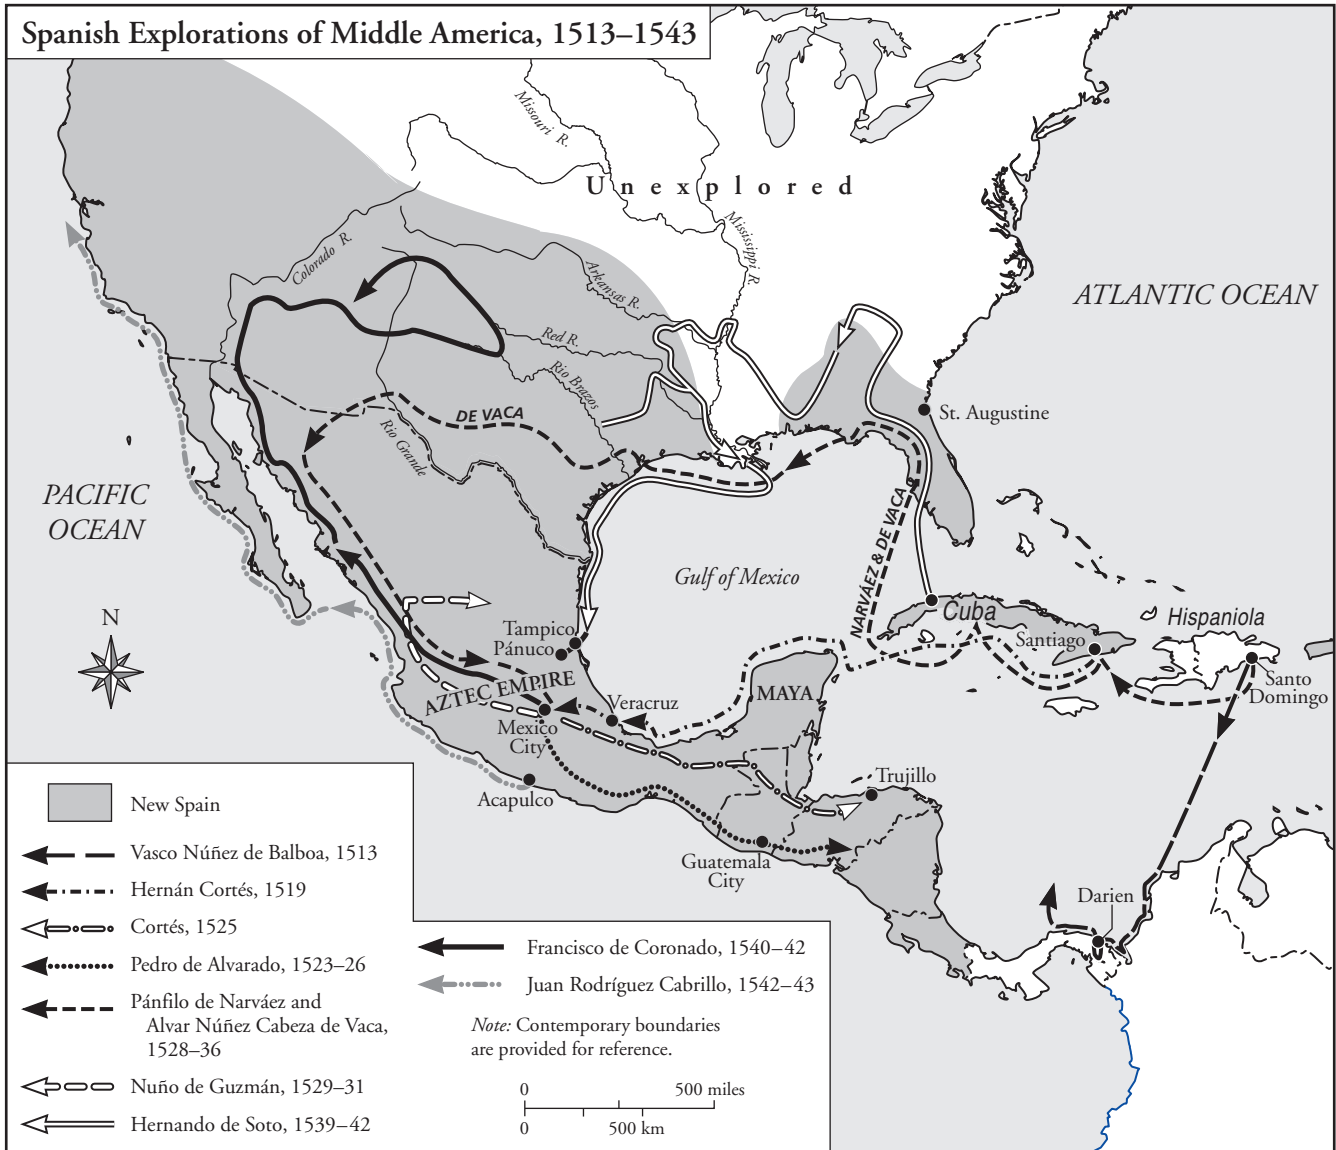 Spanish Explorations of Middle America, 1513–1543
Missouri R.
Unexplored
Mississippi R.
Colorado R.
Arkansas R.
ATLANTIC OCEAN
Red R.
Rio Brazos
DE VACA
St. Augustine
Rio Grande
PACIFIC
OCEAN
NARVÁEZ & DE VACA
Gulf of Mexico
N
Cuba
Hispaniola
Tampico
Pánuco
Santiago
Santo
Domingo
AZTEC EMPIRE
MAYA
Veracruz
Mexico
City
Trujillo
Acapulco
Guatemala
City
Darien
New Spain
Vasco Núñez de Balboa, 1513
Hernán Cortés, 1519
Cortés, 1525
Pedro de Alvarado, 1523–26
Pánfilo de Narváez and
Alvar Núñez Cabeza de Vaca,
1528–36
Nuño de Guzmán, 1529–31
Hernando de Soto, 1539–42
Francisco de Coronado, 1540–42
Juan Rodríguez Cabrillo, 1542–43
Note: Contemporary boundaries
are provided for reference.
0 500 miles
0 500 km